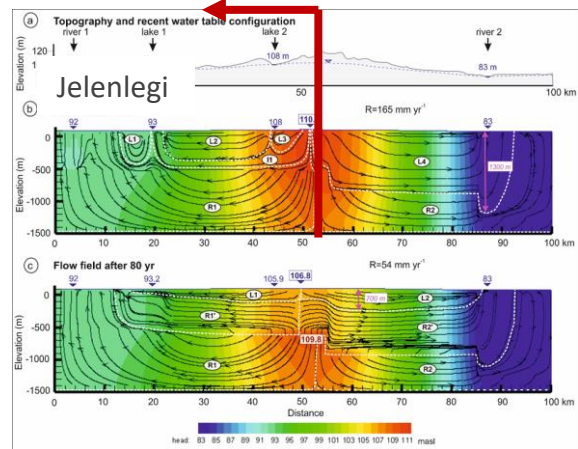 a Topography and recent water table configuration
river 1 lake 1 lake 2 river 2
Elevation (m)
120
1
108 m
83 m
Jelenlegi
50
100 km
b
R=165 mm yr⁻¹
92 93 108 110. 83
Elevation (m)
0
-500
-1000
-1500
L1 L2 L3 L4
I1
R1 R2
1300 m
0 10 20 30 40 50 60 70 80 90 100 km
c Flow field after 80 yr
R=54 mm yr⁻¹
92 93.2 105.9 106.8 83
Elevation (m)
0
-500
-1000
-1500
L1 L2
700 m
R1' R2'
109.8
R1 R2
0 10 20 30 40 50 60 70 80 90 100 km
Distance
head: 83 85 87 89 91 93 95 97 99 101 103 105 107 109 111 masl